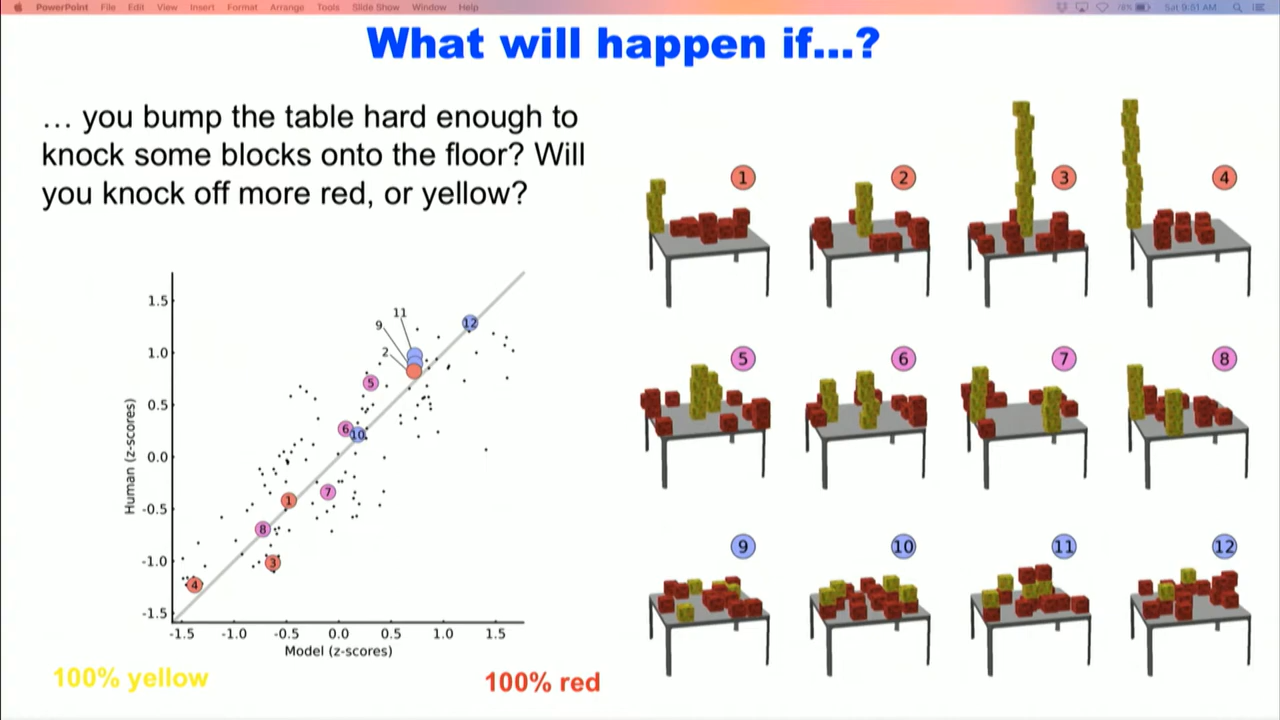 PowerPoint File Edit View Insert Format Arrange Tools Slide Show Window Help 78% Sat 9:51 AM
What will happen if...?
… you bump the table hard enough to
knock some blocks onto the floor? Will
you knock off more red, or yellow?
1 2 3 4
5 6 7 8
9 10 11 12
1.5
1.0
0.5
0.0
-0.5
-1.0
-1.5
Human (z-scores)
11
9
12
2
5
6
10
7
1
8
3
4
-1.5 -1.0 -0.5 0.0 0.5 1.0 1.5
Model (z-scores)
100% yellow
100% red